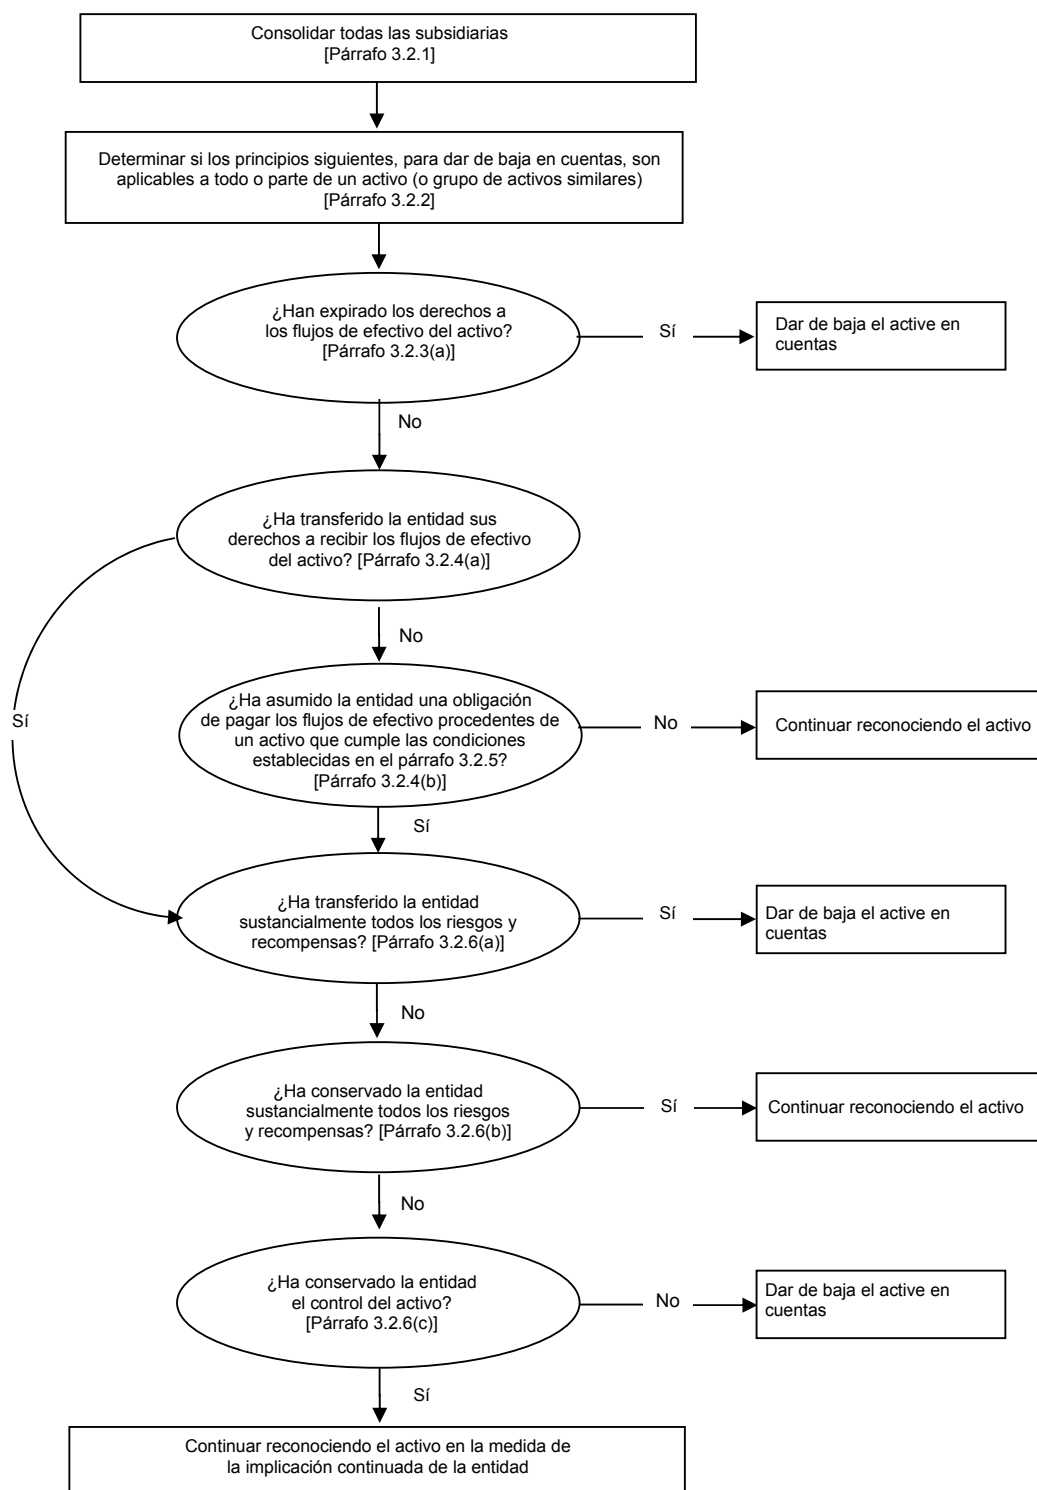 Consolidar todas las subsidiarias
[Párrafo 3.2.1]
Determinar si los principios siguientes, para dar de baja en cuentas, son
aplicables a todo o parte de un activo (o grupo de activos similares)
[Párrafo 3.2.2]
¿Han expirado los derechos a
los flujos de efectivo del activo?
[Párrafo 3.2.3(a)]
Sí
Dar de baja el active en
cuentas
No
¿Ha transferido la entidad sus
derechos a recibir los flujos de efectivo
del activo? [Párrafo 3.2.4(a)]
No
Sí
¿Ha asumido la entidad una obligación
de pagar los flujos de efectivo procedentes de
un activo que cumple las condiciones
establecidas en el párrafo 3.2.5?
[Párrafo 3.2.4(b)]
No
Continuar reconociendo el activo
Sí
¿Ha transferido la entidad
sustancialmente todos los riesgos y
recompensas? [Párrafo 3.2.6(a)]
Sí
Dar de baja el active en
cuentas
No
¿Ha conservado la entidad
sustancialmente todos los riesgos
y recompensas? [Párrafo 3.2.6(b)]
Sí
Continuar reconociendo el activo
No
¿Ha conservado la entidad
el control del activo?
[Párrafo 3.2.6(c)]
No
Dar de baja el active en
cuentas
Sí
Continuar reconociendo el activo en la medida de
la implicación continuada de la entidad